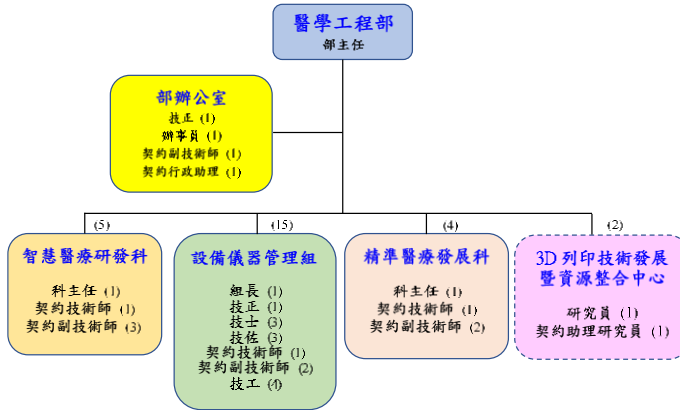 醫學工程部
部主任
部辦公室
技正 (1)
辦事員 (1)
契約副技術師 (1)
契約行政助理 (1)
(5)
智慧醫療研發科
科主任 (1)
契約技術師 (1)
契約副技術師 (3)
(15)
設備儀器管理組
組長 (1)
技正 (1)
技士 (3)
技佐 (3)
契約技術師 (1)
契約副技術師 (2)
技工 (4)
(4)
精準醫療發展科
科主任 (1)
契約技術師 (1)
契約副技術師 (2)
(2)
3D 列印技術發展
暨資源整合中心
研究員 (1)
契約助理研究員 (1)